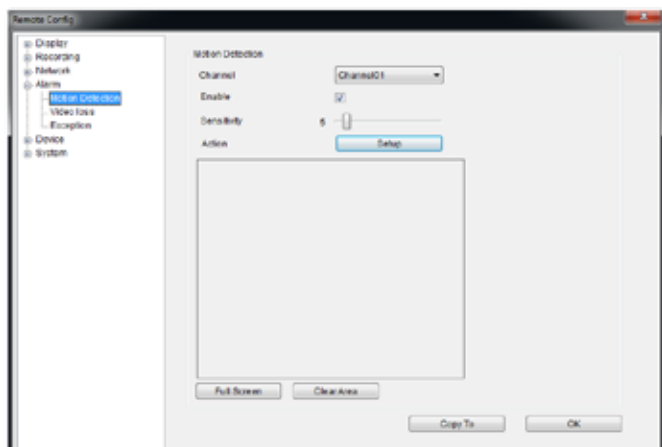 Remote Config
Display
Recording
Network
Alarm
Motion Detection
Video loss
Exception
Device
System
Motion Detection
Channel
Channel01
Enable
Sensitivity
5
Action
Setup
Full Screen
Clear Area
Copy To
OK